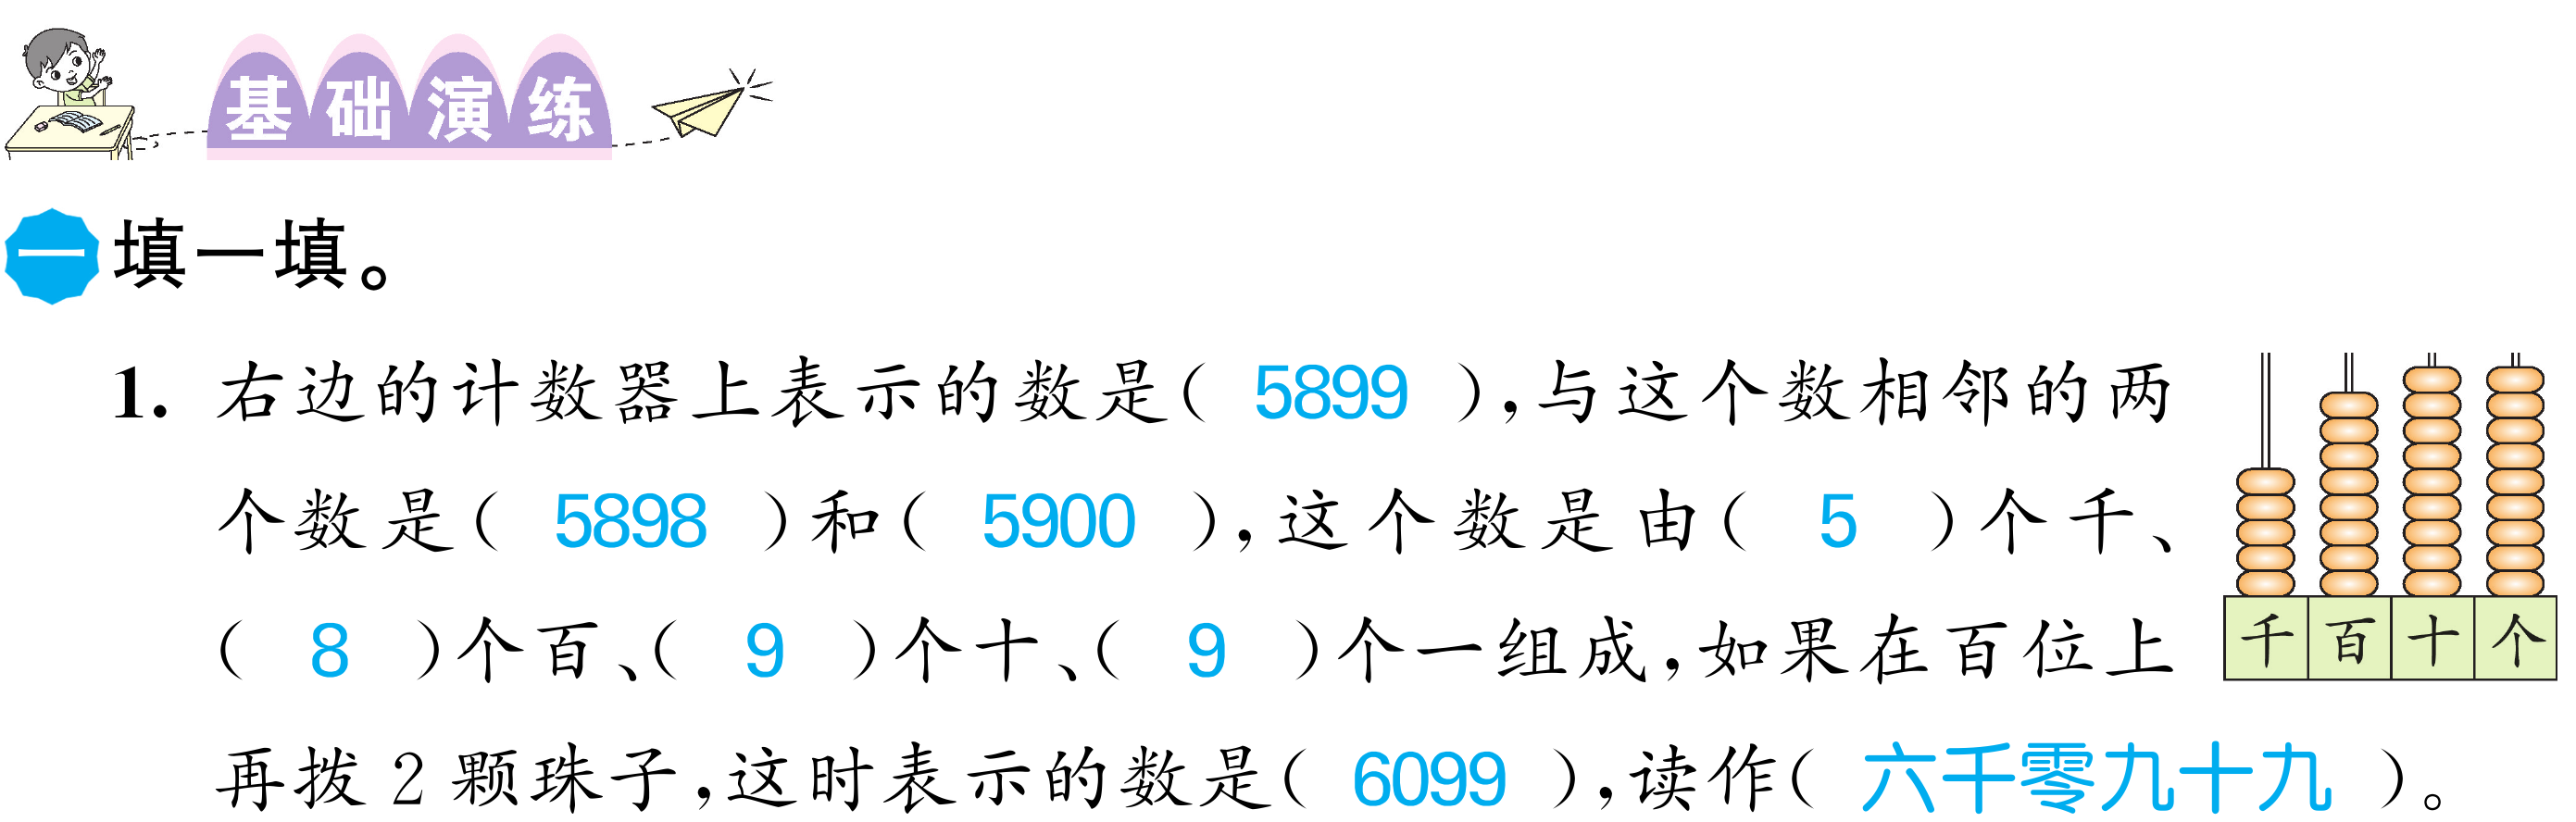 基础演练
一 填一填。
1. 右边的计数器上表示的数是( 5899 ),与这个数相邻的两
个数是( 5898 )和( 5900 ),这个数是由( 5 )个千、
( 8 )个百、( 9 )个十、( 9 )个一组成,如果在百位上
再拨 2 颗珠子,这时表示的数是( 6099 ),读作( 六千零九十九 )。
千 百 十 个